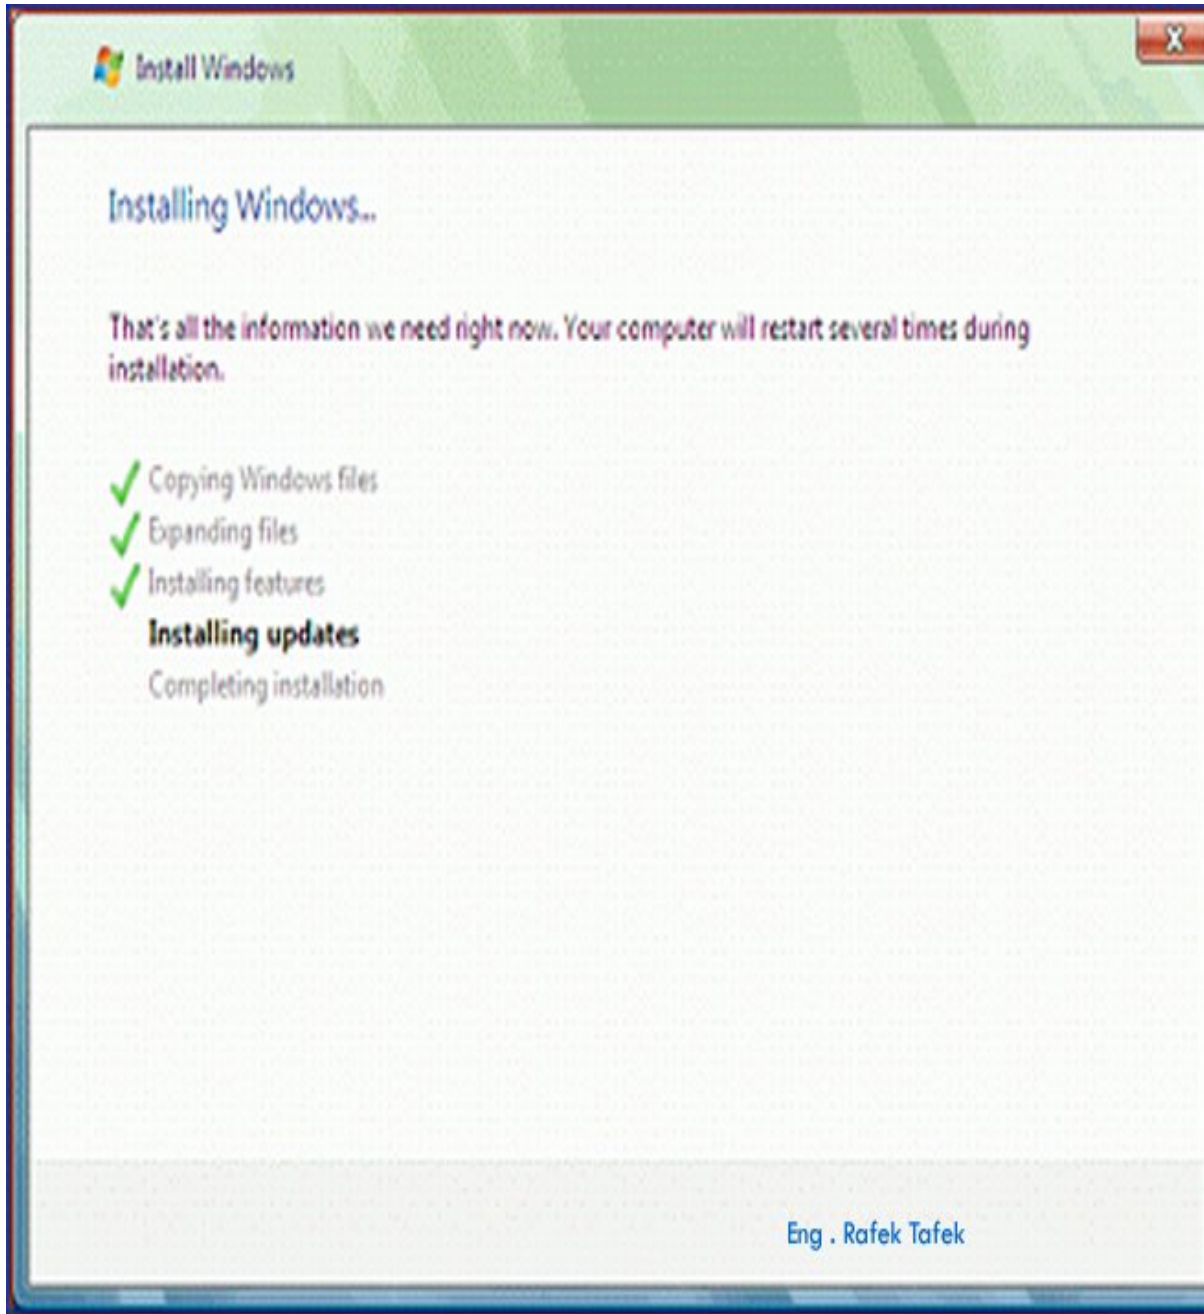 Install Windows
X
Installing Windows...
That's all the information we need right now. Your computer will restart several times during
installation.
Copying Windows files
Expanding files
Installing features
Installing updates
Completing installation
Eng . Rafek Tafek